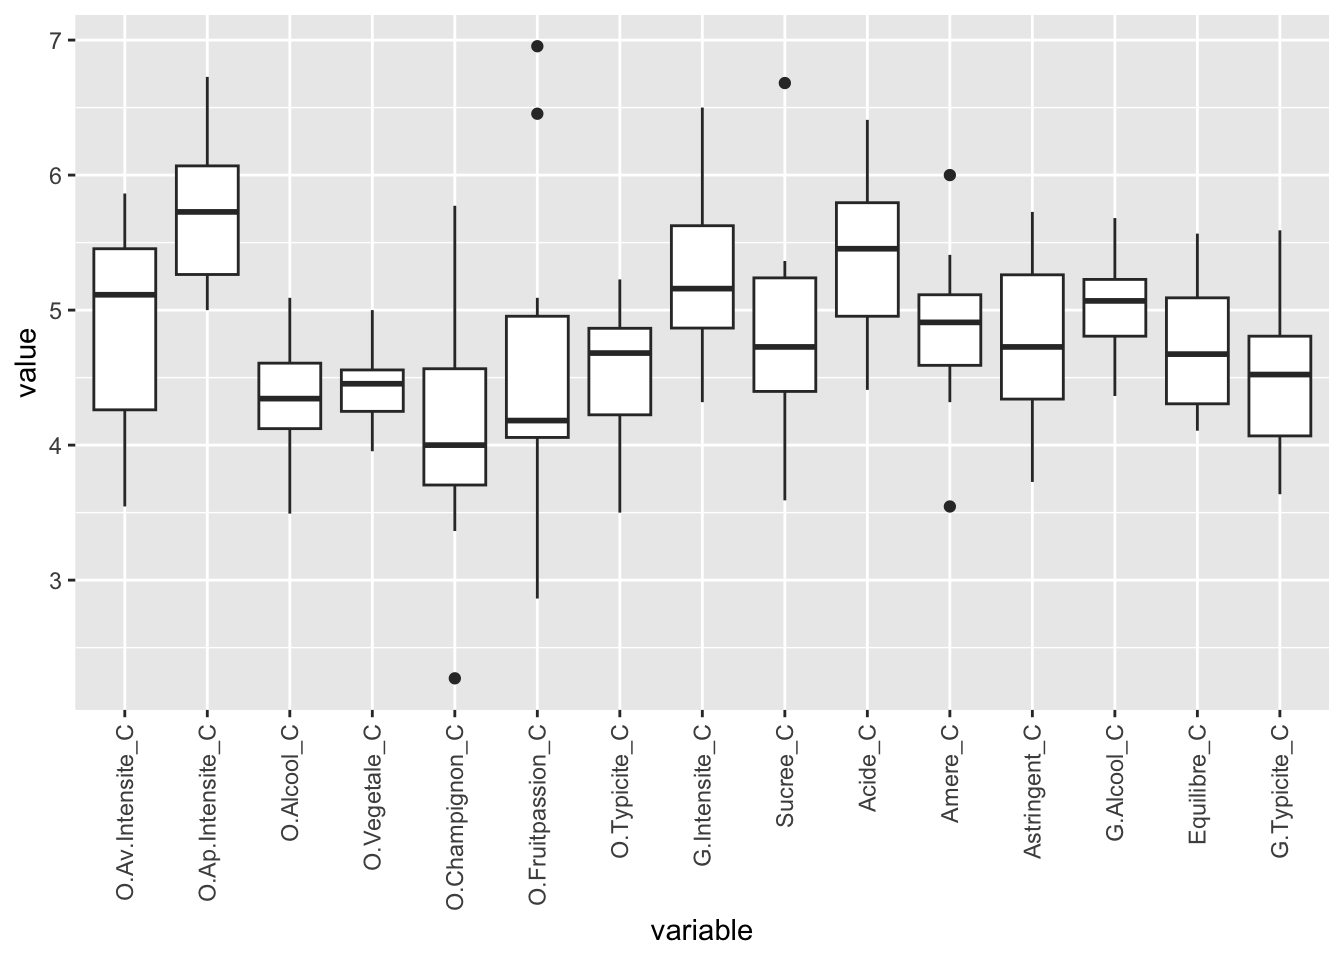 7
6
5
4
3
value
O.Av.Intensite_C
O.Ap.Intensite_C
O.Alcool_C
O.Vegetale_C
O.Champignon_C
O.Fruitpassion_C
O.Typicite_C
G.Intensite_C
Sucree_C
Acide_C
Amere_C
Astringent_C
G.Alcool_C
Equilibre_C
G.Typicite_C
variable